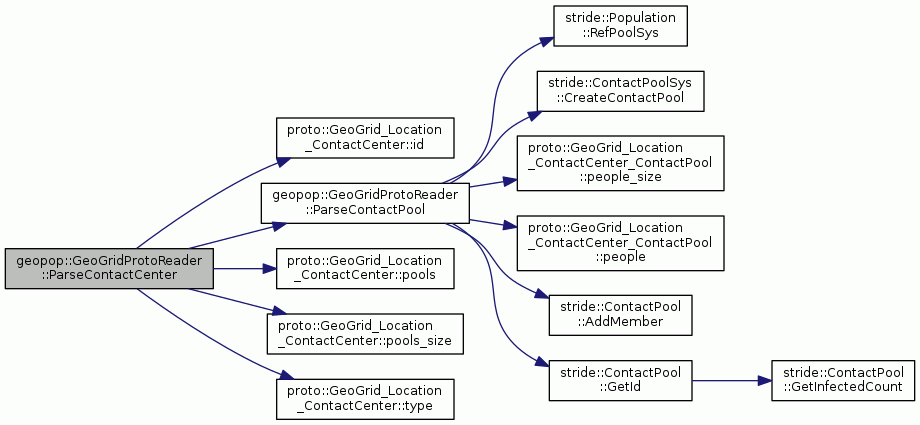 geopop::GeoGridProtoReader
::ParseContactCenter
proto::GeoGrid_Location
_ContactCenter::id
geopop::GeoGridProtoReader
::ParseContactPool
proto::GeoGrid_Location
_ContactCenter::pools
proto::GeoGrid_Location
_ContactCenter::pools_size
proto::GeoGrid_Location
_ContactCenter::type
stride::Population
::RefPoolSys
stride::ContactPoolSys
::CreateContactPool
proto::GeoGrid_Location
_ContactCenter_ContactPool
::people_size
proto::GeoGrid_Location
_ContactCenter_ContactPool
::people
stride::ContactPool
::AddMember
stride::ContactPool
::GetId
stride::ContactPool
::GetInfectedCount